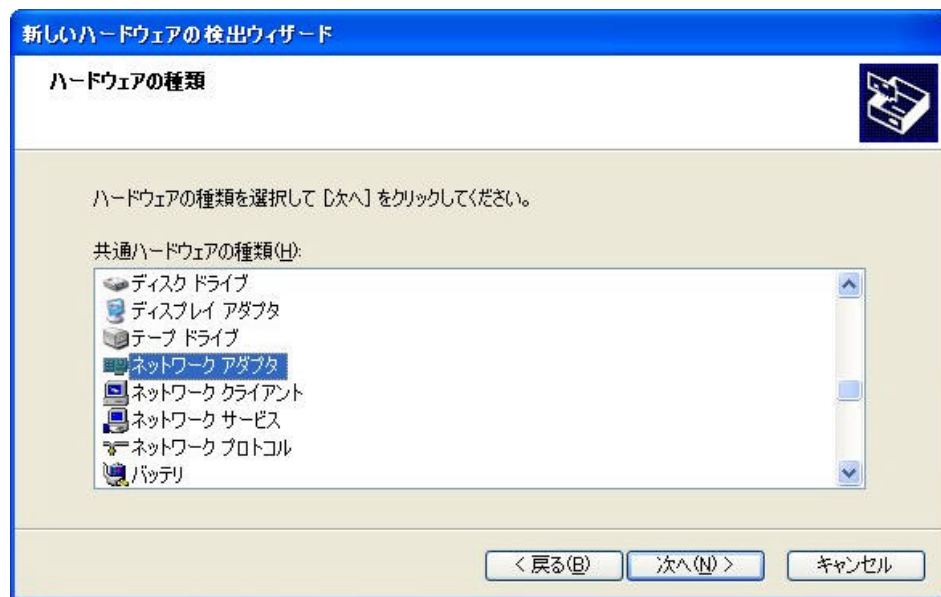 新しいハードウェアの検出ウィザード
ハードウェアの種類
ハードウェアの種類を選択して [次へ] をクリックしてください。
共通ハードウェアの種類(H):
ディスク ドライブ
ディスプレイ アダプタ
テープ ドライブ
ネットワーク アダプタ
ネットワーク クライアント
ネットワーク サービス
ネットワーク プロトコル
バッテリ
< 戻る(B) 次へ(N) > キャンセル